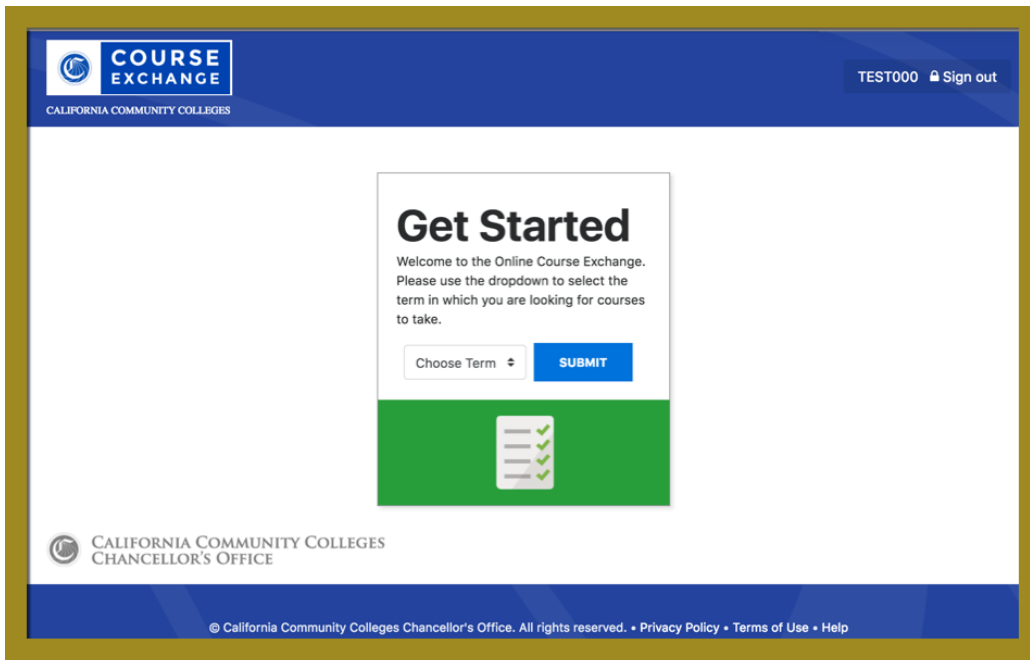 COURSE
EXCHANGE
CALIFORNIA COMMUNITY COLLEGES
TEST000 Sign out
Get Started
Welcome to the Online Course Exchange.
Please use the dropdown to select the
term in which you are looking for courses
to take.
Choose Term SUBMIT
CALIFORNIA COMMUNITY COLLEGES
CHANCELLOR'S OFFICE
© California Community Colleges Chancellor's Office. All rights reserved. • Privacy Policy • Terms of Use • Help